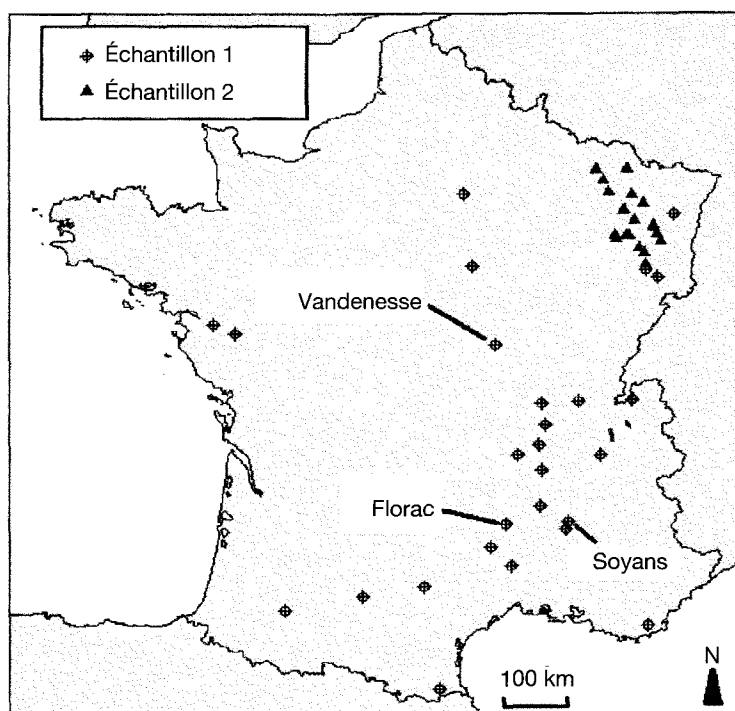 Échantillon 1
Échantillon 2
Vandenesse
Florac
Soyans
100 km
N